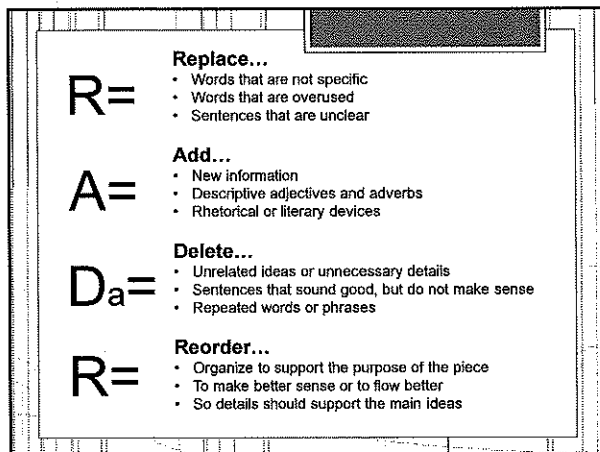 R=
Replace...
• Words that are not specific
• Words that are overused
• Sentences that are unclear
A=
Add...
• New information
• Descriptive adjectives and adverbs
• Rhetorical or literary devices
Da=
Delete...
• Unrelated ideas or unnecessary details
• Sentences that sound good, but do not make sense
• Repeated words or phrases
R=
Reorder...
• Organize to support the purpose of the piece
• To make better sense or to flow better
• So details should support the main ideas